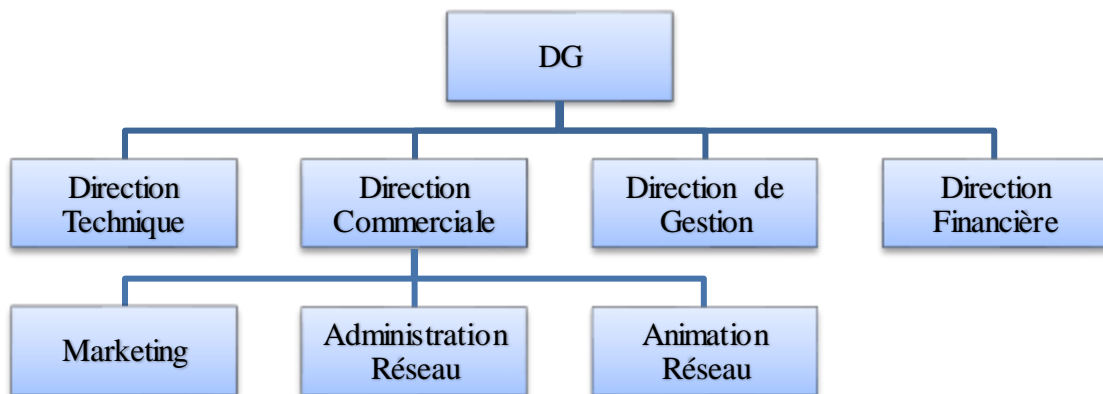 DG
Direction
Technique
Direction
Commerciale
Direction de
Gestion
Direction
Financière
Marketing
Administration
Réseau
Animation
Réseau